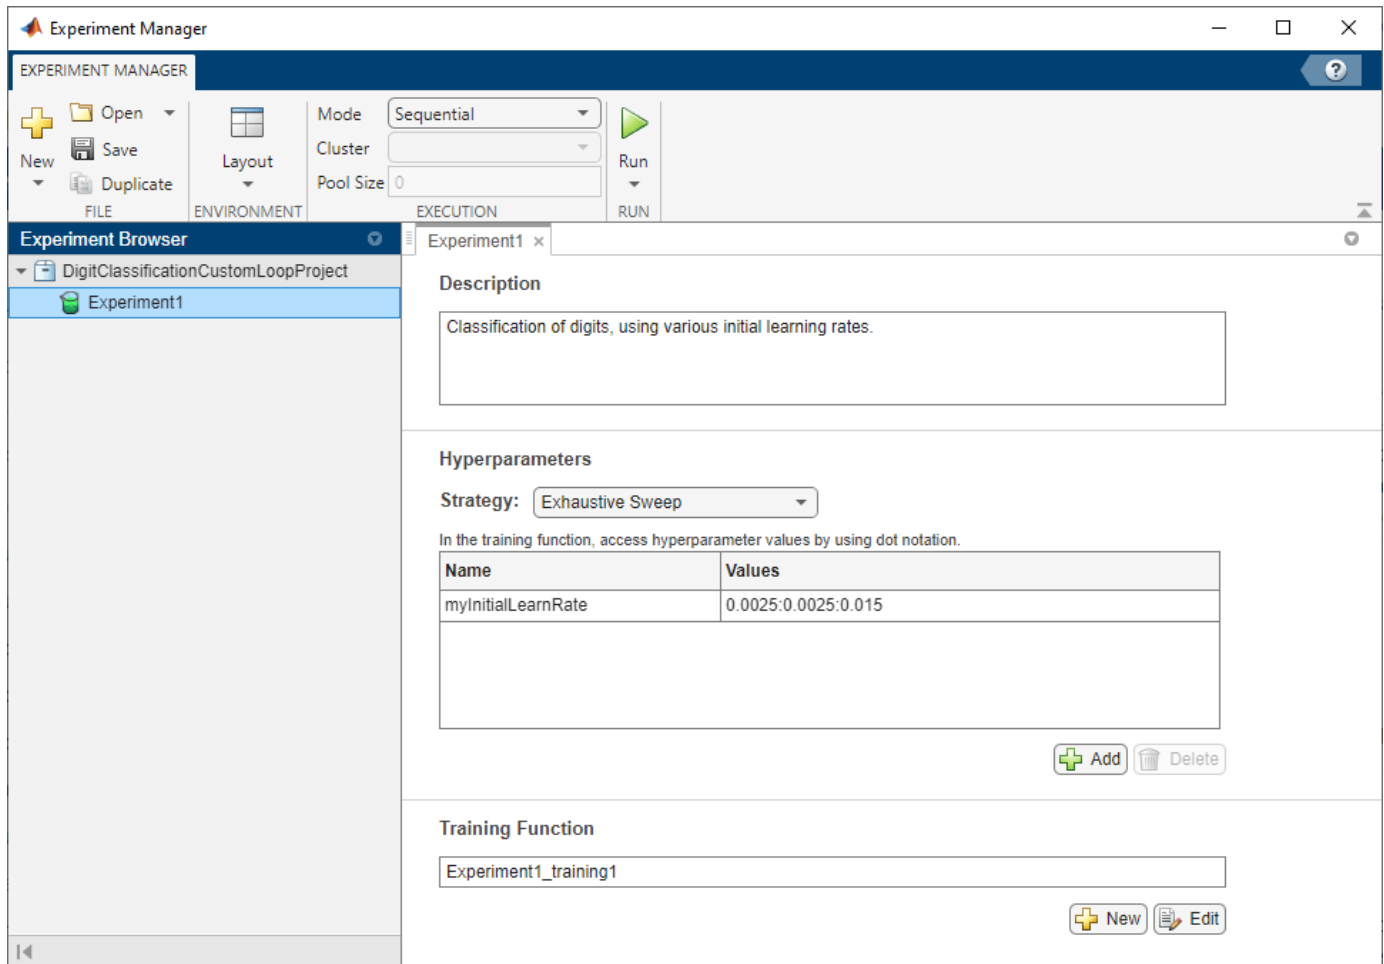 Experiment Manager
EXPERIMENT MANAGER
?
New
Open
Save
Duplicate
FILE
Layout
ENVIRONMENT
Mode Sequential
Cluster
Pool Size 0
EXECUTION
Run
RUN
Experiment Browser
DigitClassificationCustomLoopProject
Experiment1
Experiment1 ×
Description
Classification of digits, using various initial learning rates.
Hyperparameters
Strategy: Exhaustive Sweep
In the training function, access hyperparameter values by using dot notation.
Name Values
myInitialLearnRate 0.0025:0.0025:0.015
Add Delete
Training Function
Experiment1_training1
New Edit